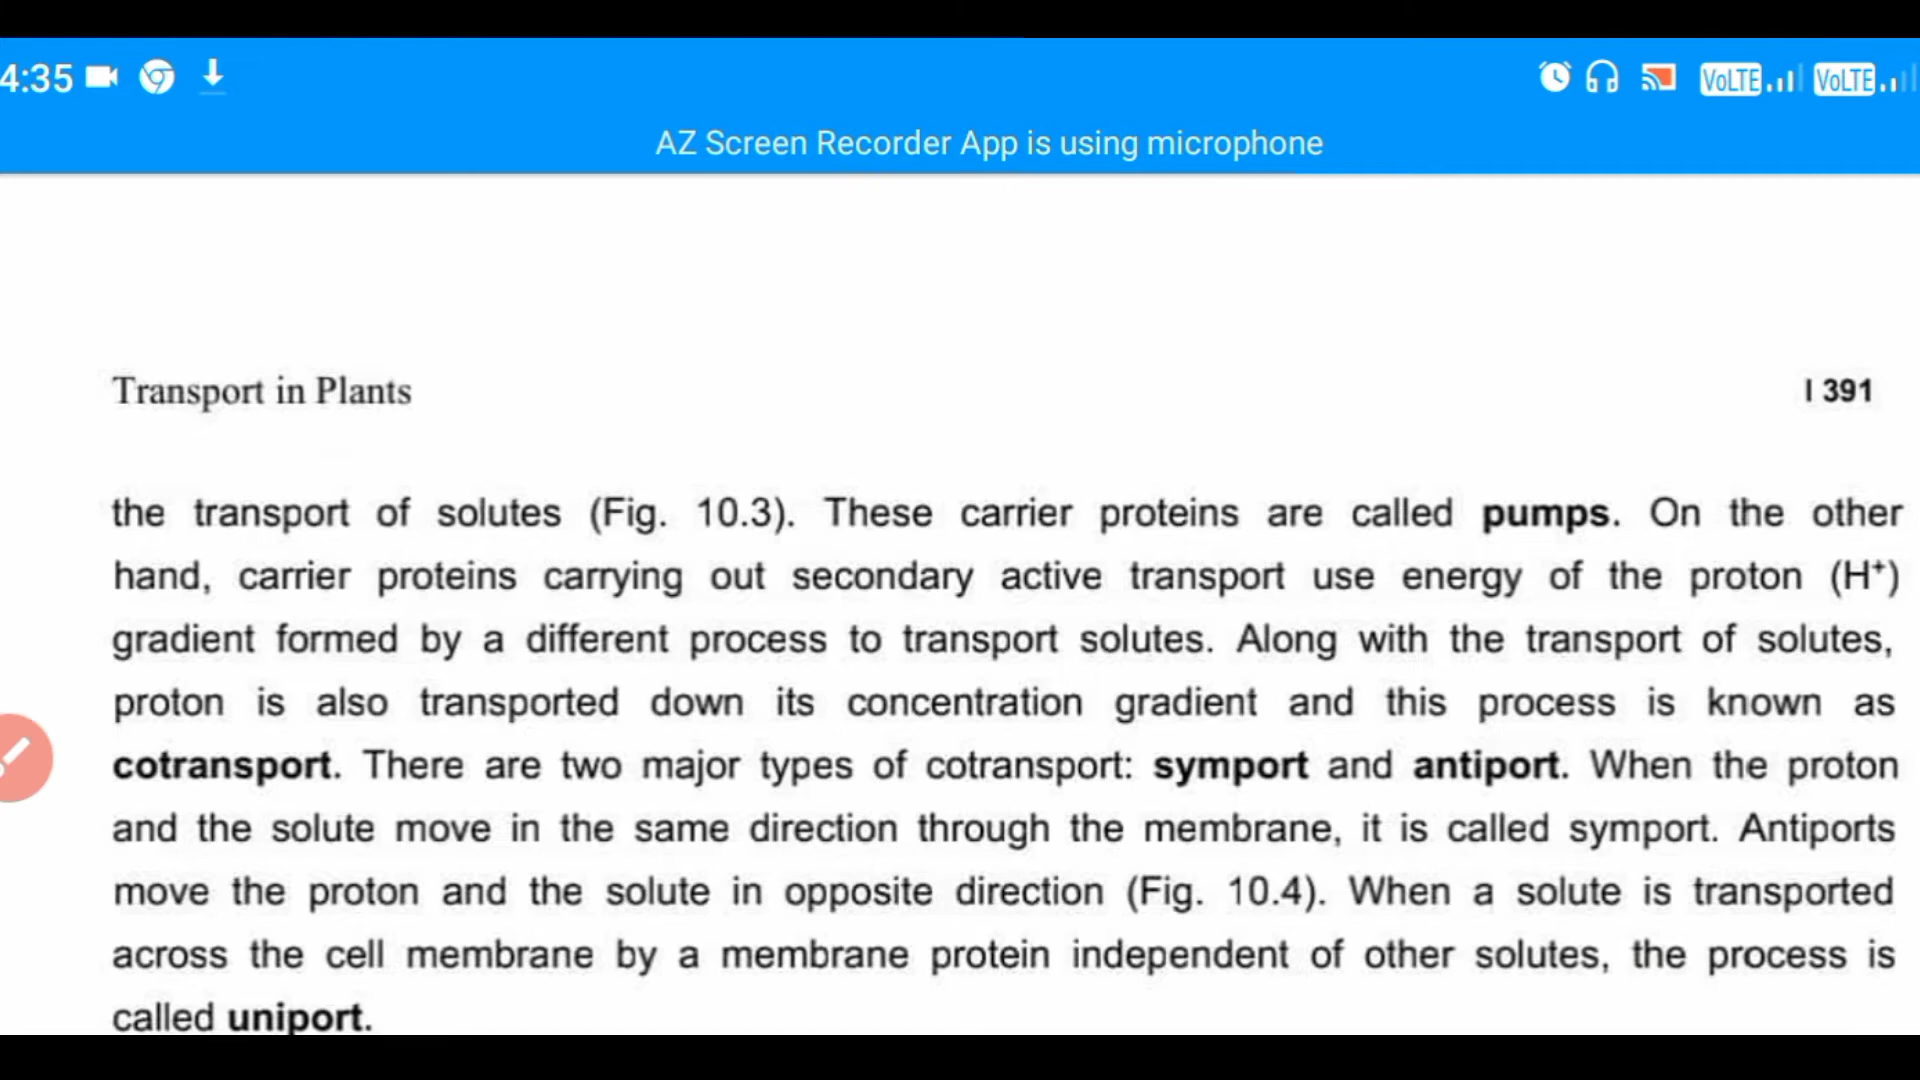 4:35
VoLTE VoLTE
AZ Screen Recorder App is using microphone
Transport in Plants I 391
the transport of solutes (Fig. 10.3). These carrier proteins are called pumps. On the other
hand, carrier proteins carrying out secondary active transport use energy of the proton (H⁺)
gradient formed by a different process to transport solutes. Along with the transport of solutes,
proton is also transported down its concentration gradient and this process is known as
cotransport. There are two major types of cotransport: symport and antiport. When the proton
and the solute move in the same direction through the membrane, it is called symport. Antiports
move the proton and the solute in opposite direction (Fig. 10.4). When a solute is transported
across the cell membrane by a membrane protein independent of other solutes, the process is
called uniport.